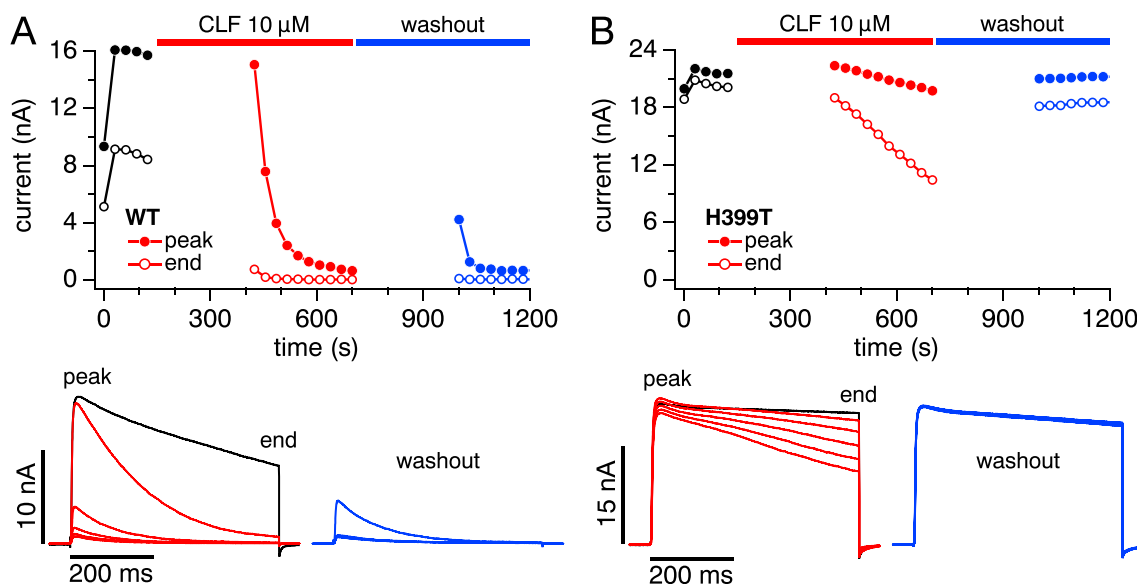 A
CLF 10 µM
washout
16
12
8
4
0
current (nA)
WT
peak
end
0
300
600
900
1200
time (s)
peak
end
washout
10 nA
200 ms
B
CLF 10 µM
washout
24
18
12
6
0
current (nA)
H399T
peak
end
0
300
600
900
1200
time (s)
peak
end
washout
15 nA
200 ms